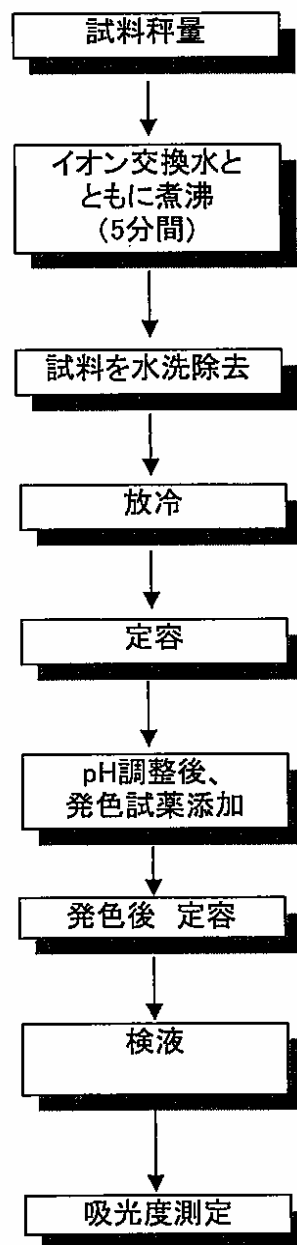 試料秤量
イオン交換水と
ともに煮沸
(5分間)
試料を水洗除去
放冷
定容
pH調整後、
発色試薬添加
発色後 定容
検液
吸光度測定